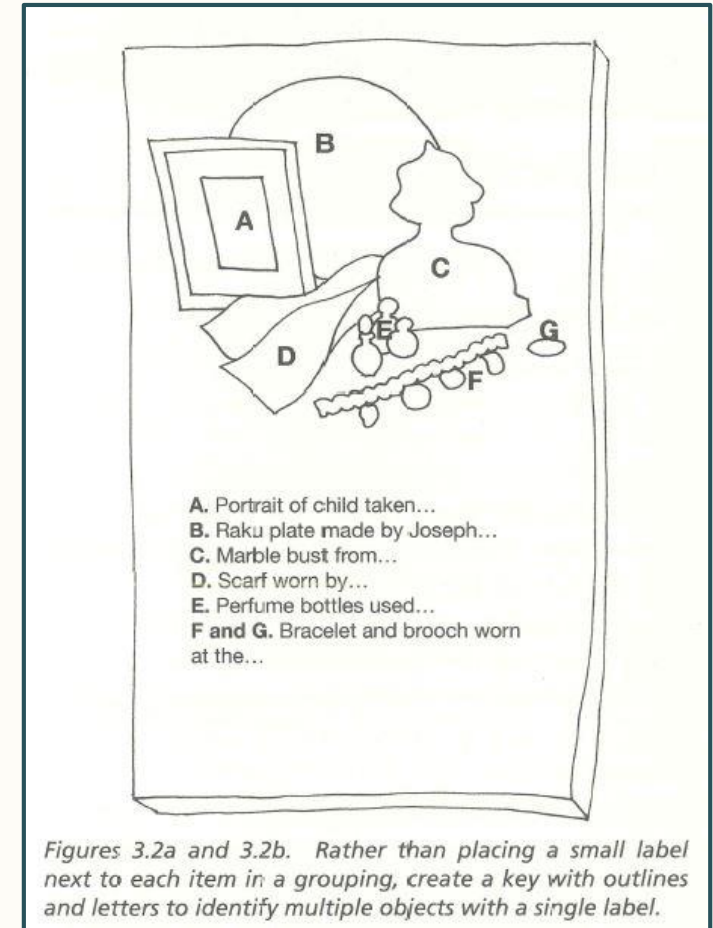 B
A
C
E
G
D
F
A. Portrait of child taken...
B. Raku plate made by Joseph...
C. Marble bust from...
D. Scarf worn by...
E. Perfume bottles used...
F and G. Bracelet and brooch worn
at the...
Figures 3.2a and 3.2b. Rather than placing a small label
next to each item in a grouping, create a key with outlines
and letters to identify multiple objects with a single label.